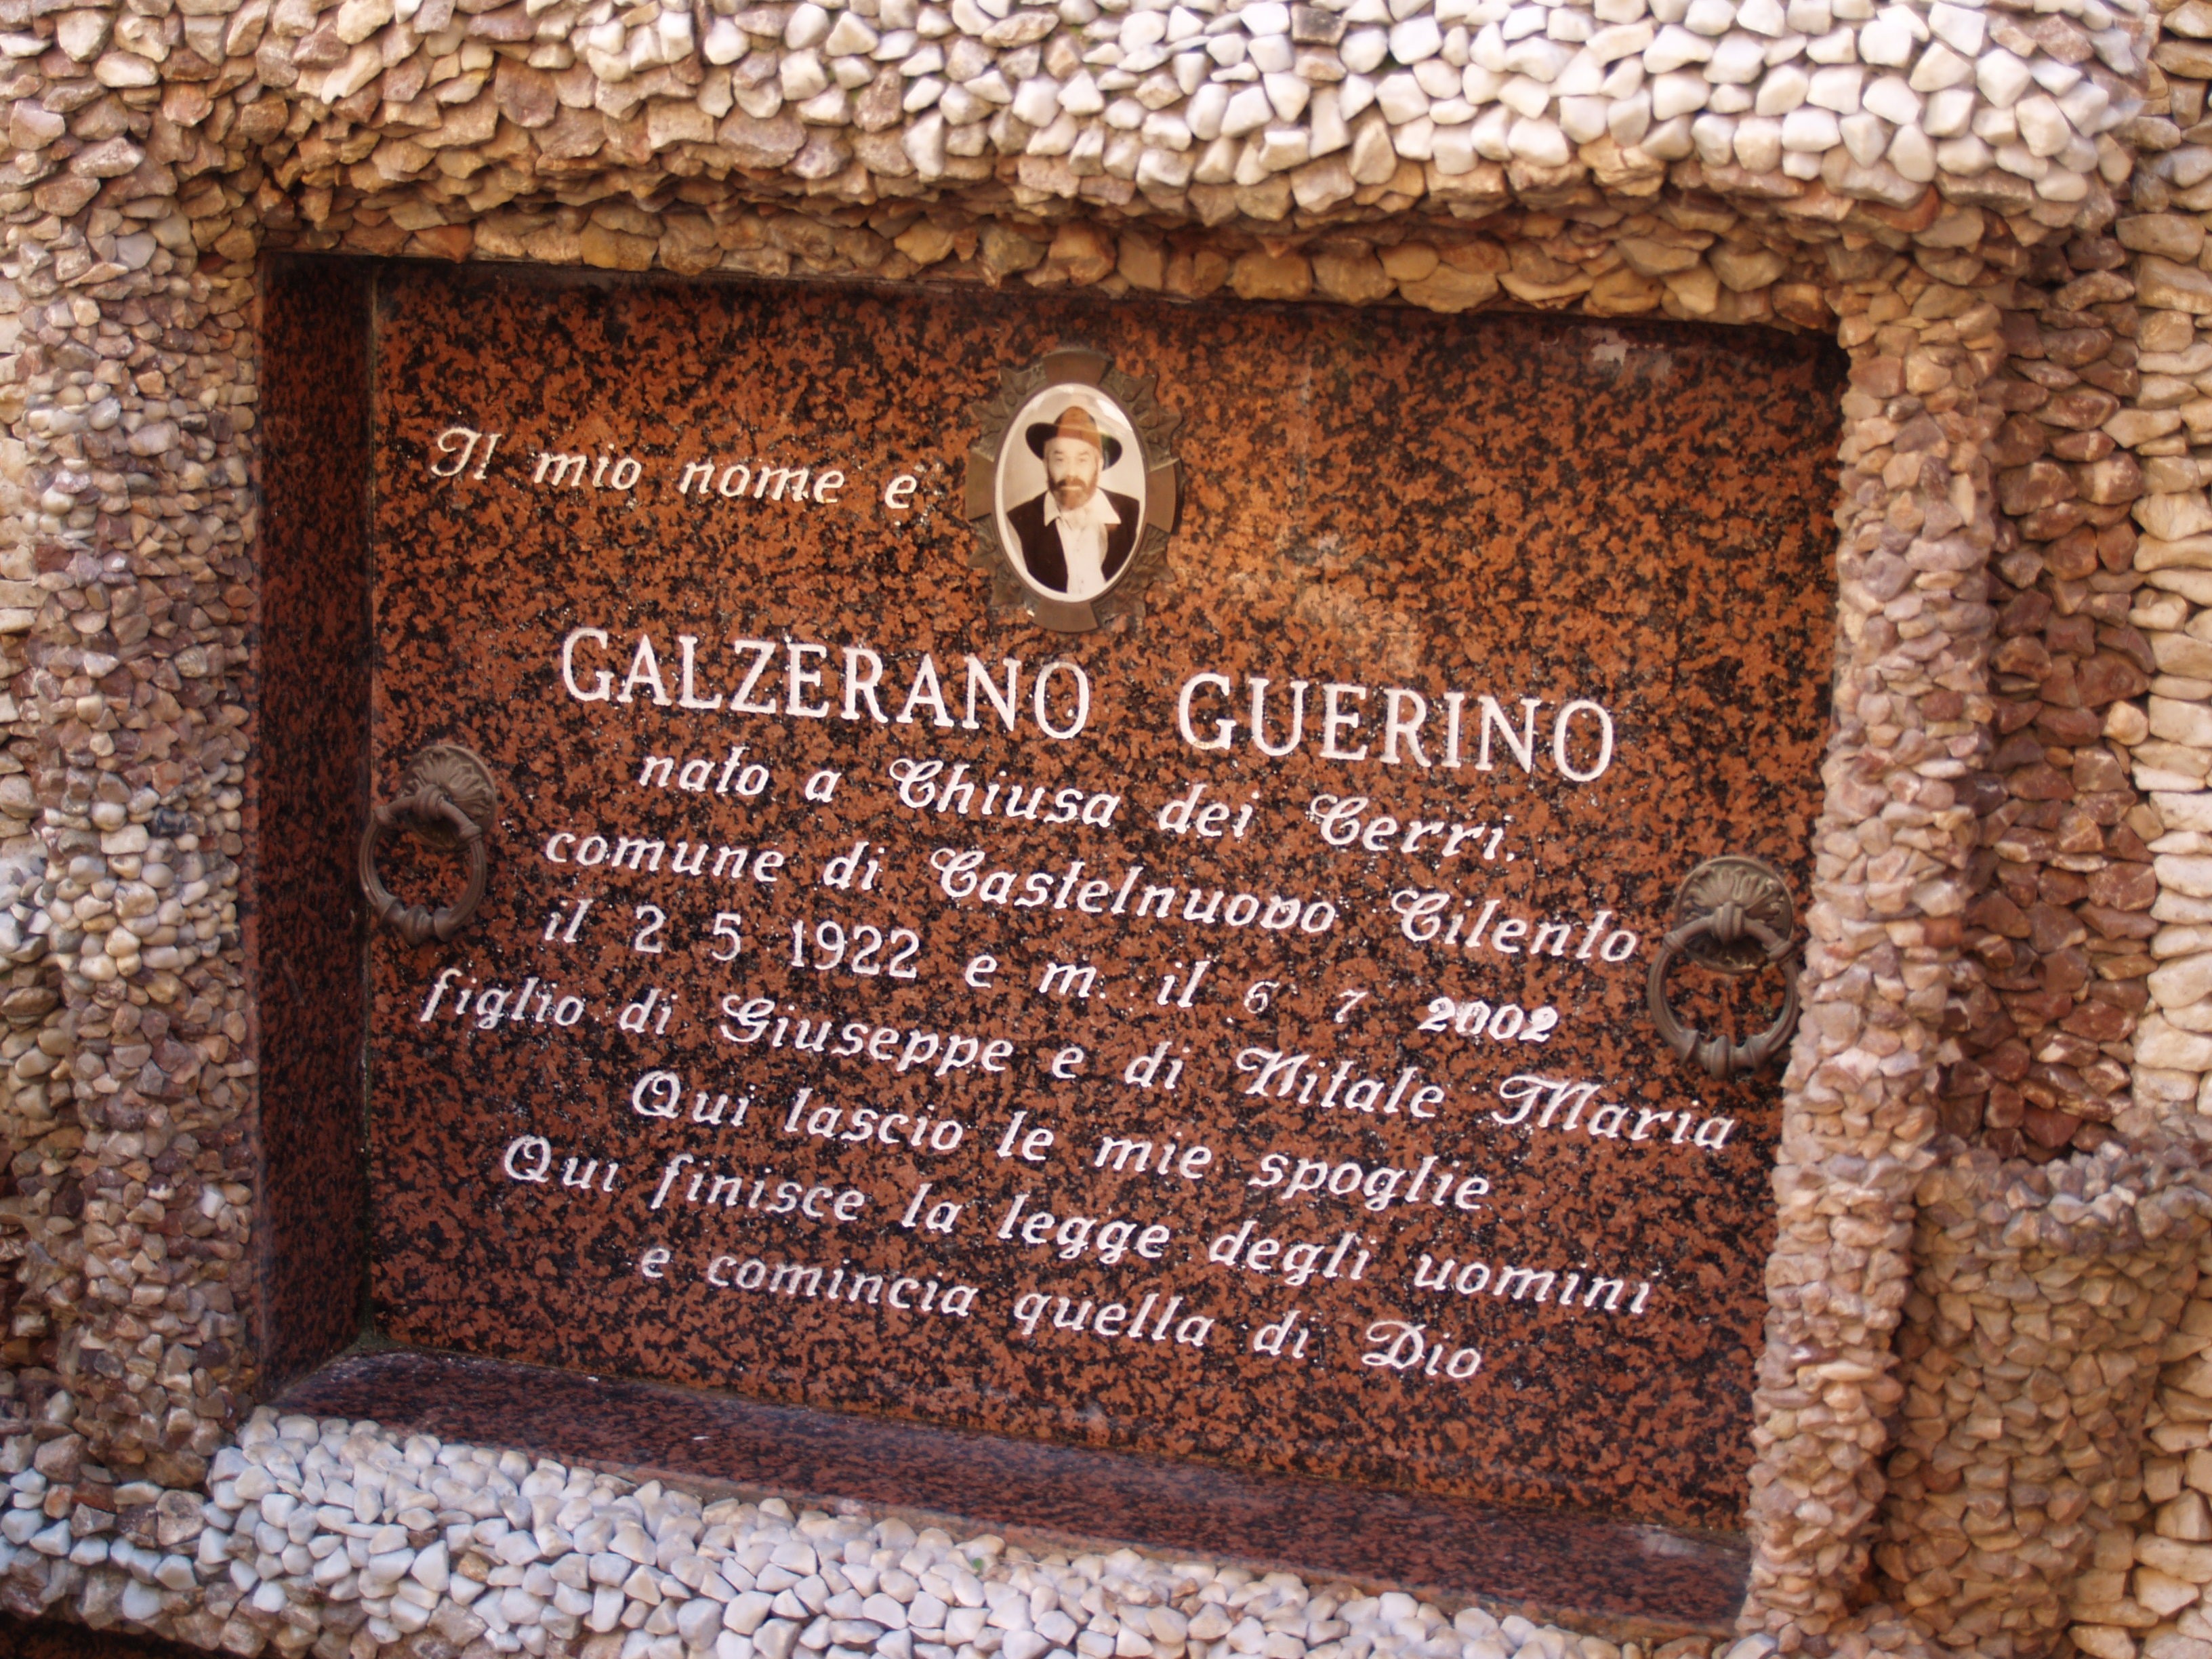 Il mio nome e'
GALZERANO GUERINO
nato a Chiusa dei Cerri.
comune di Castelnuovo Cilento
il 2 5 1922 e m. il 6 7 2002
figlio di Giuseppe e di Nitale Maria
Qui lascio le mie spoglie
Qui finisce la legge degli uomini
e comincia quella di Dio